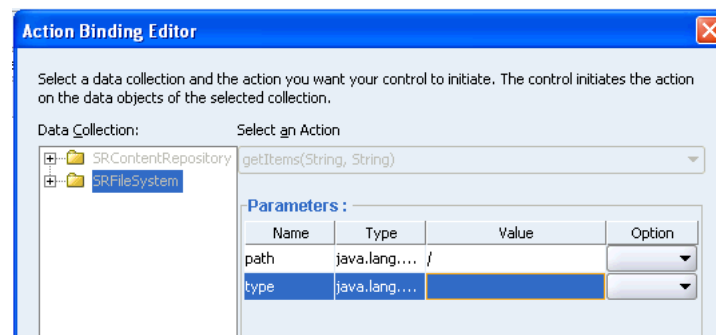 Action Binding Editor
Select a data collection and the action you want your control to initiate. The control initiates the action
on the data objects of the selected collection.
Data Collection: Select an Action
SRContentRepository getItems(String, String)
SRFileSystem
Parameters :
Name Type Value Option
path java.lang.... /
type java.lang....